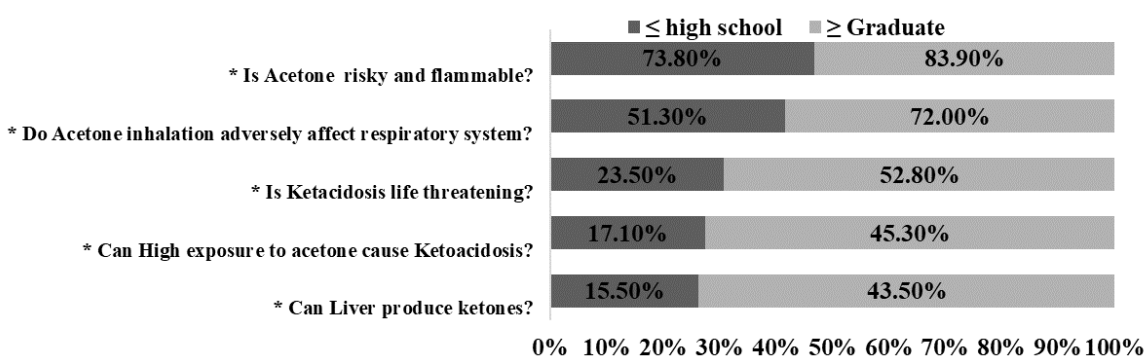 ≤ high school ≥ Graduate
* Is Acetone risky and flammable? 73.80% 83.90%
* Do Acetone inhalation adversely affect respiratory system? 51.30% 72.00%
* Is Ketacidosis life threatening? 23.50% 52.80%
* Can High exposure to acetone cause Ketoacidosis? 17.10% 45.30%
* Can Liver produce ketones? 15.50% 43.50%
0% 10% 20% 30% 40% 50% 60% 70% 80% 90% 100%